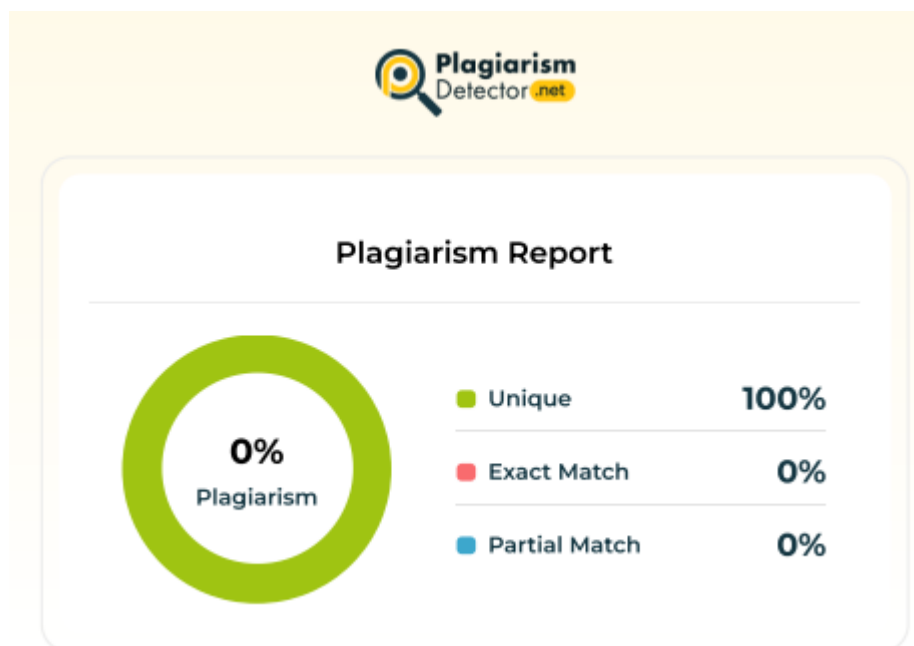 Plagiarism
Detector .net
Plagiarism Report
0%
Plagiarism
Unique 100%
Exact Match 0%
Partial Match 0%